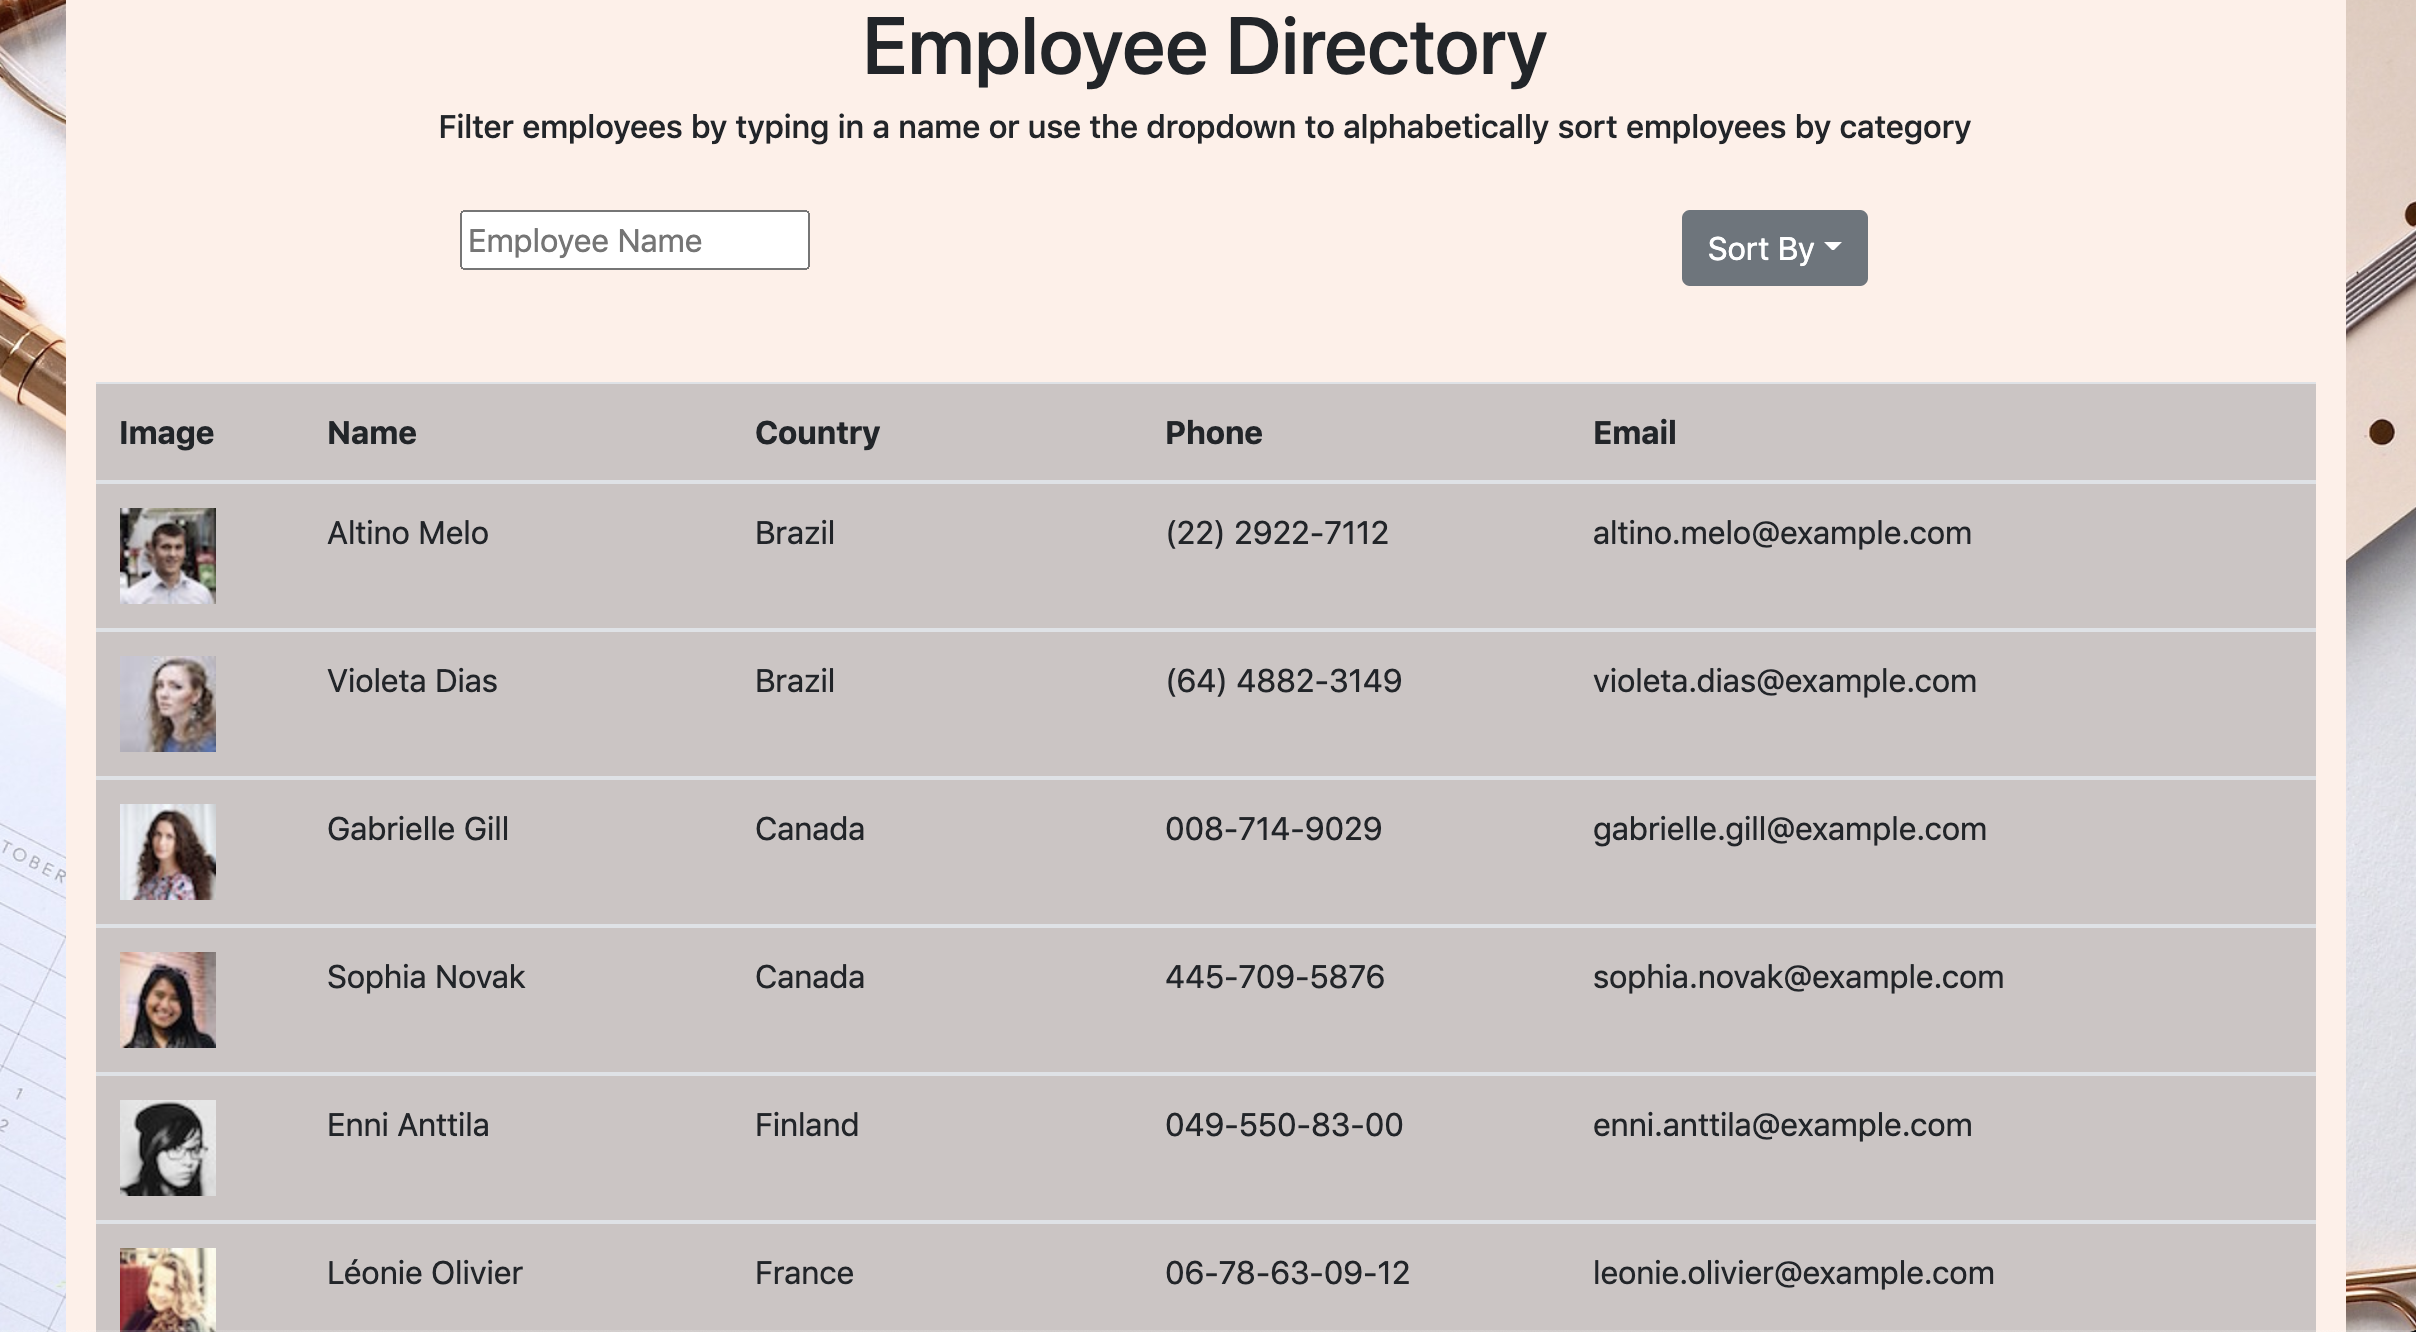 Employee Directory
Filter employees by typing in a name or use the dropdown to alphabetically sort employees by category
Employee Name
Sort By
Image Name Country Phone Email
Altino Melo Brazil (22) 2922-7112 altino.melo@example.com
Violeta Dias Brazil (64) 4882-3149 violeta.dias@example.com
Gabrielle Gill Canada 008-714-9029 gabrielle.gill@example.com
TOBER
Sophia Novak Canada 445-709-5876 sophia.novak@example.com
1
2
Enni Anttila Finland 049-550-83-00 enni.anttila@example.com
Léonie Olivier France 06-78-63-09-12 leonie.olivier@example.com